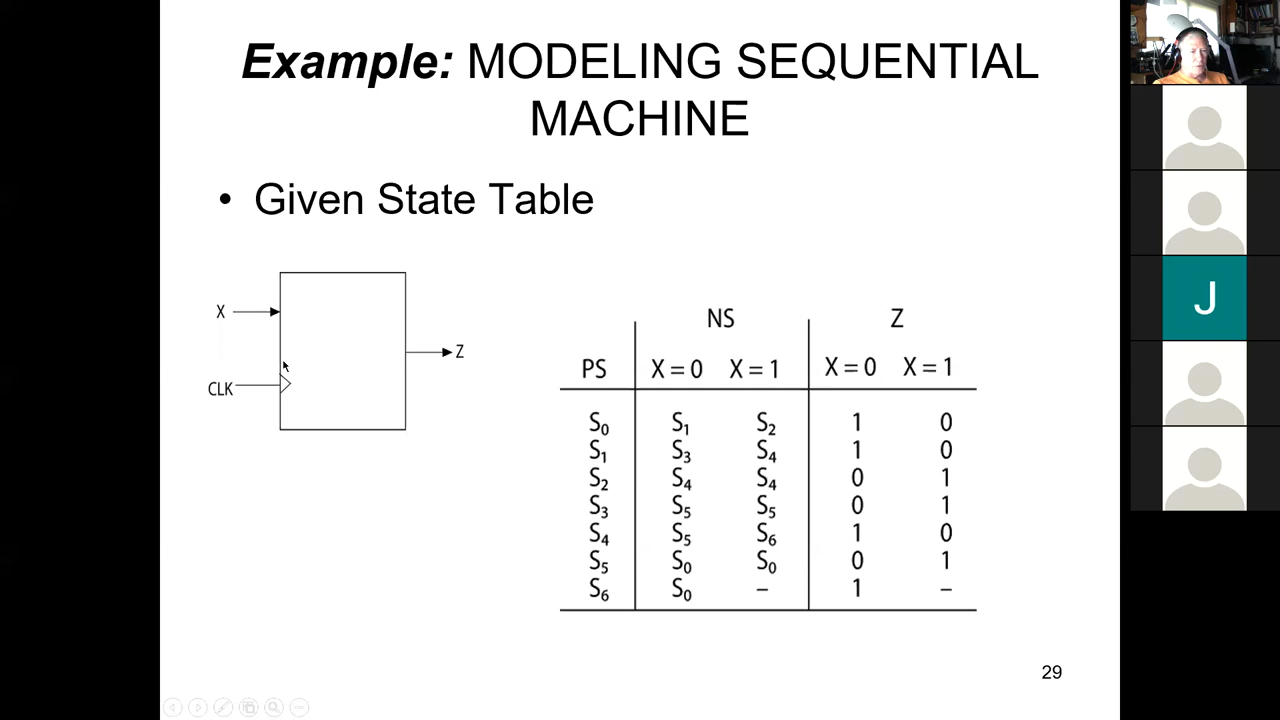 Example: MODELING SEQUENTIAL
MACHINE
• Given State Table
X
Z
CLK
NS Z
PS X = 0 X = 1 X = 0 X = 1
S0 S1 S2 1 0
S1 S3 S4 1 0
S2 S4 S4 0 1
S3 S5 S5 0 1
S4 S5 S6 1 0
S5 S0 S0 0 1
S6 S0 – 1 –
29
J